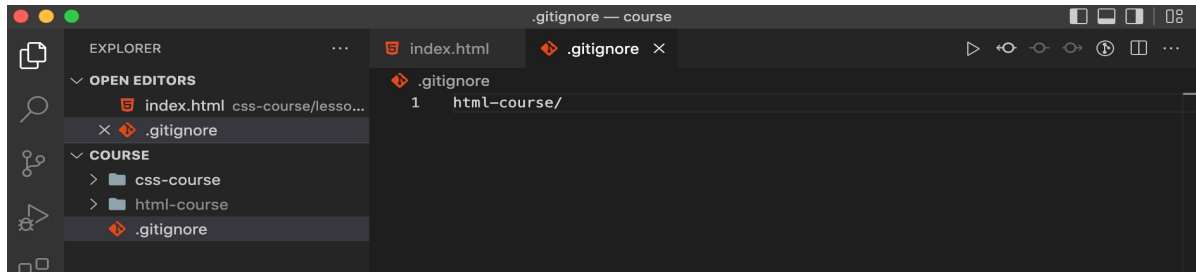 .gitignore — course
EXPLORER
index.html
.gitignore
OPEN EDITORS
index.html css-course/lesso...
.gitignore
.gitignore
1 html-course/
COURSE
css-course
html-course
.gitignore